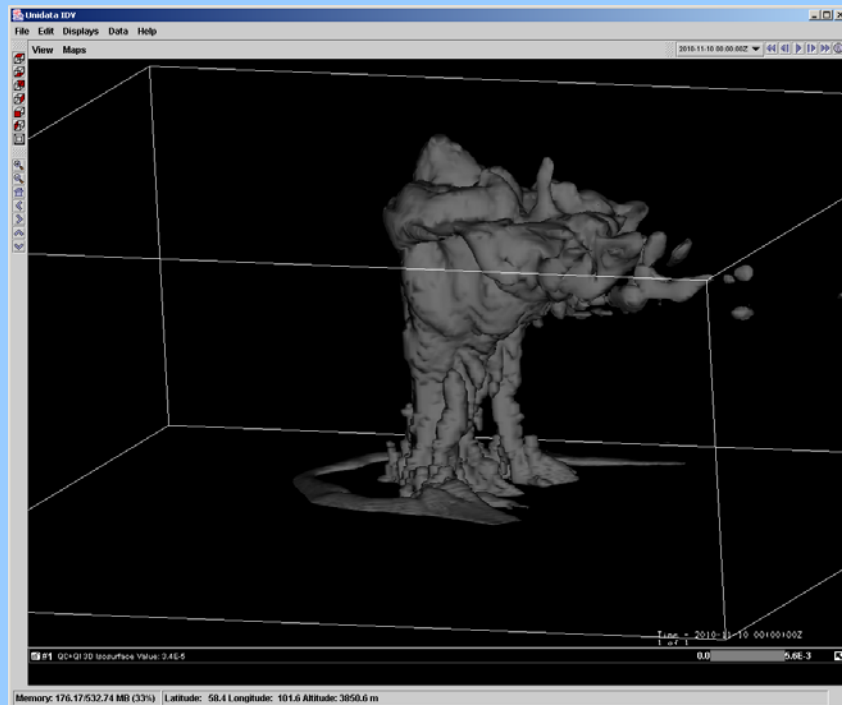 Unidata IDV
File Edit Displays Data Help
View Maps
2010-11-10 00:00:00Z
Time = 2010-11-10 00:00:00Z
1 of 1
#1 QC+QI 3D Isosurface Value: 3.4E-5
0.0 5.6E-3
Memory: 176.17/532.74 MB (33%) Latitude: 58.4 Longitude: 101.6 Altitude: 3850.6 m